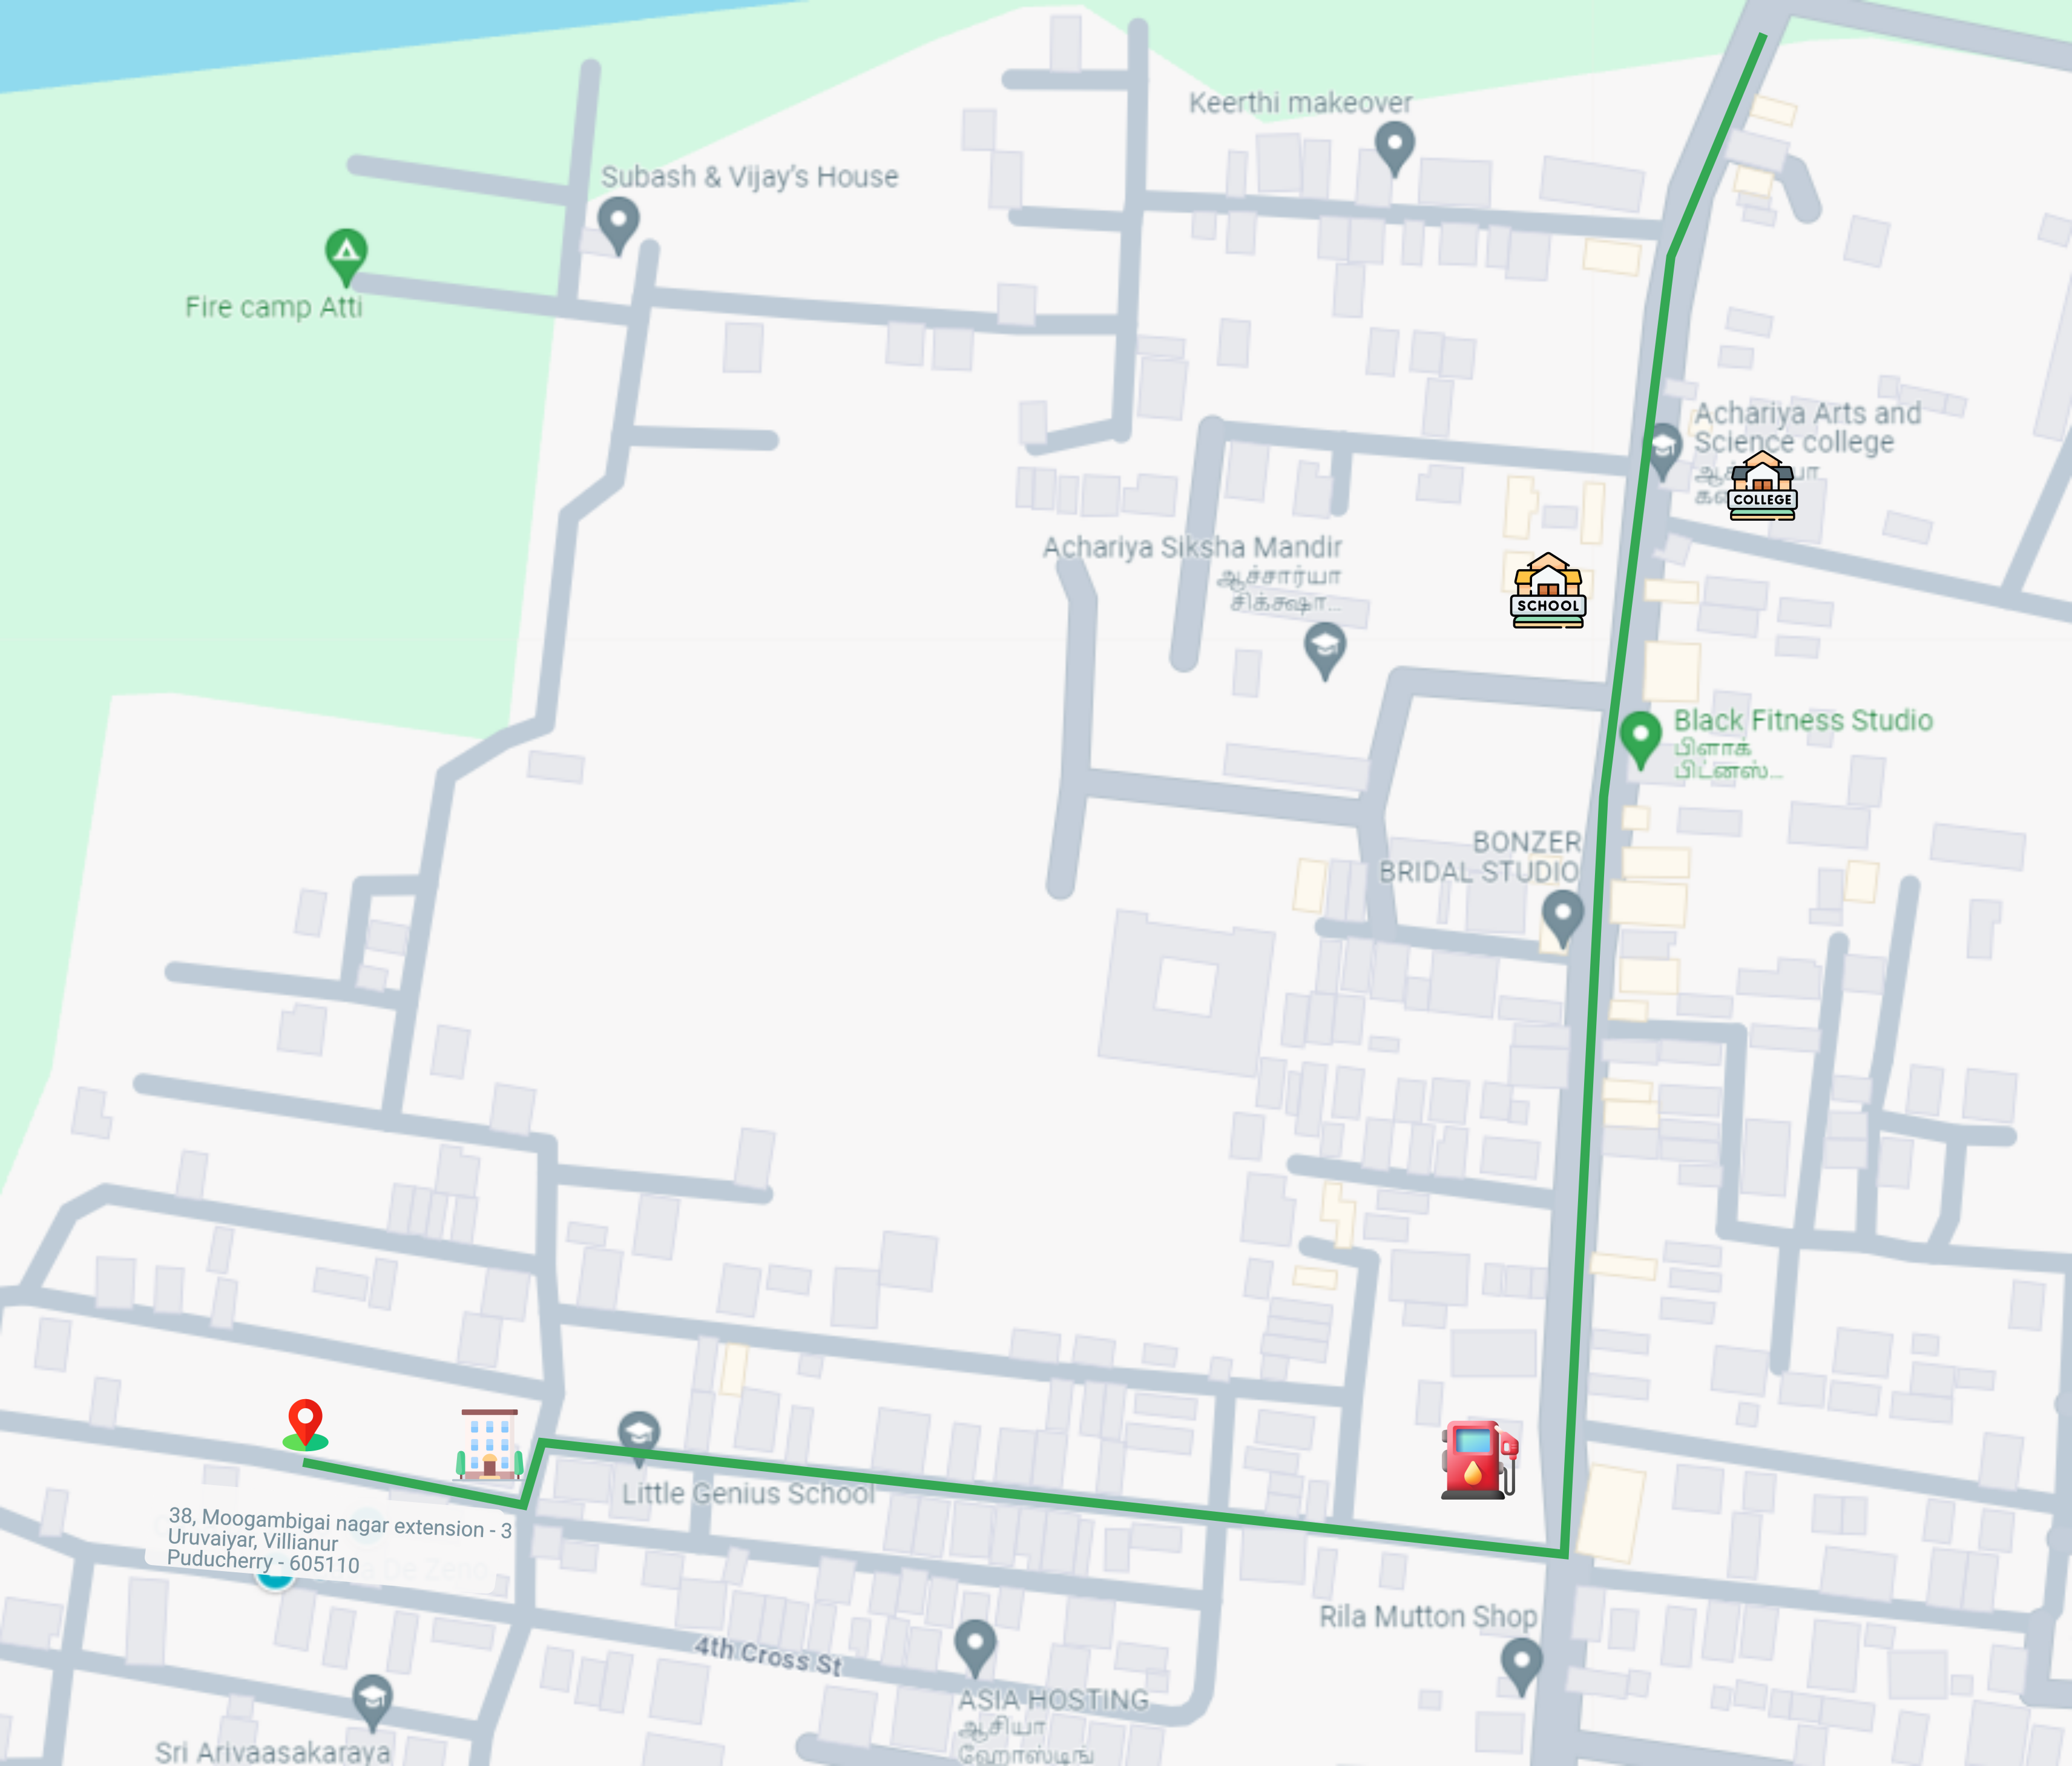 Keerthi makeover
Subash & Vijay's House
Fire camp Atti
Achariya Arts and
Science college
COLLEGE
Achariya Siksha Mandir
ஆச்சார்யா
சிக்க்ஷா...
SCHOOL
Black Fitness Studio
பிளாக்
பிட்னஸ்...
BONZER
BRIDAL STUDIO
Little Genius School
38, Moogambigai nagar extension - 3
Uruvaiyar, Villianur
Puducherry - 605110
Rila Mutton Shop
4th Cross St
ASIA HOSTING
ஆசியா
ஹோஸ்டிங்
Sri Arivaasakaraya